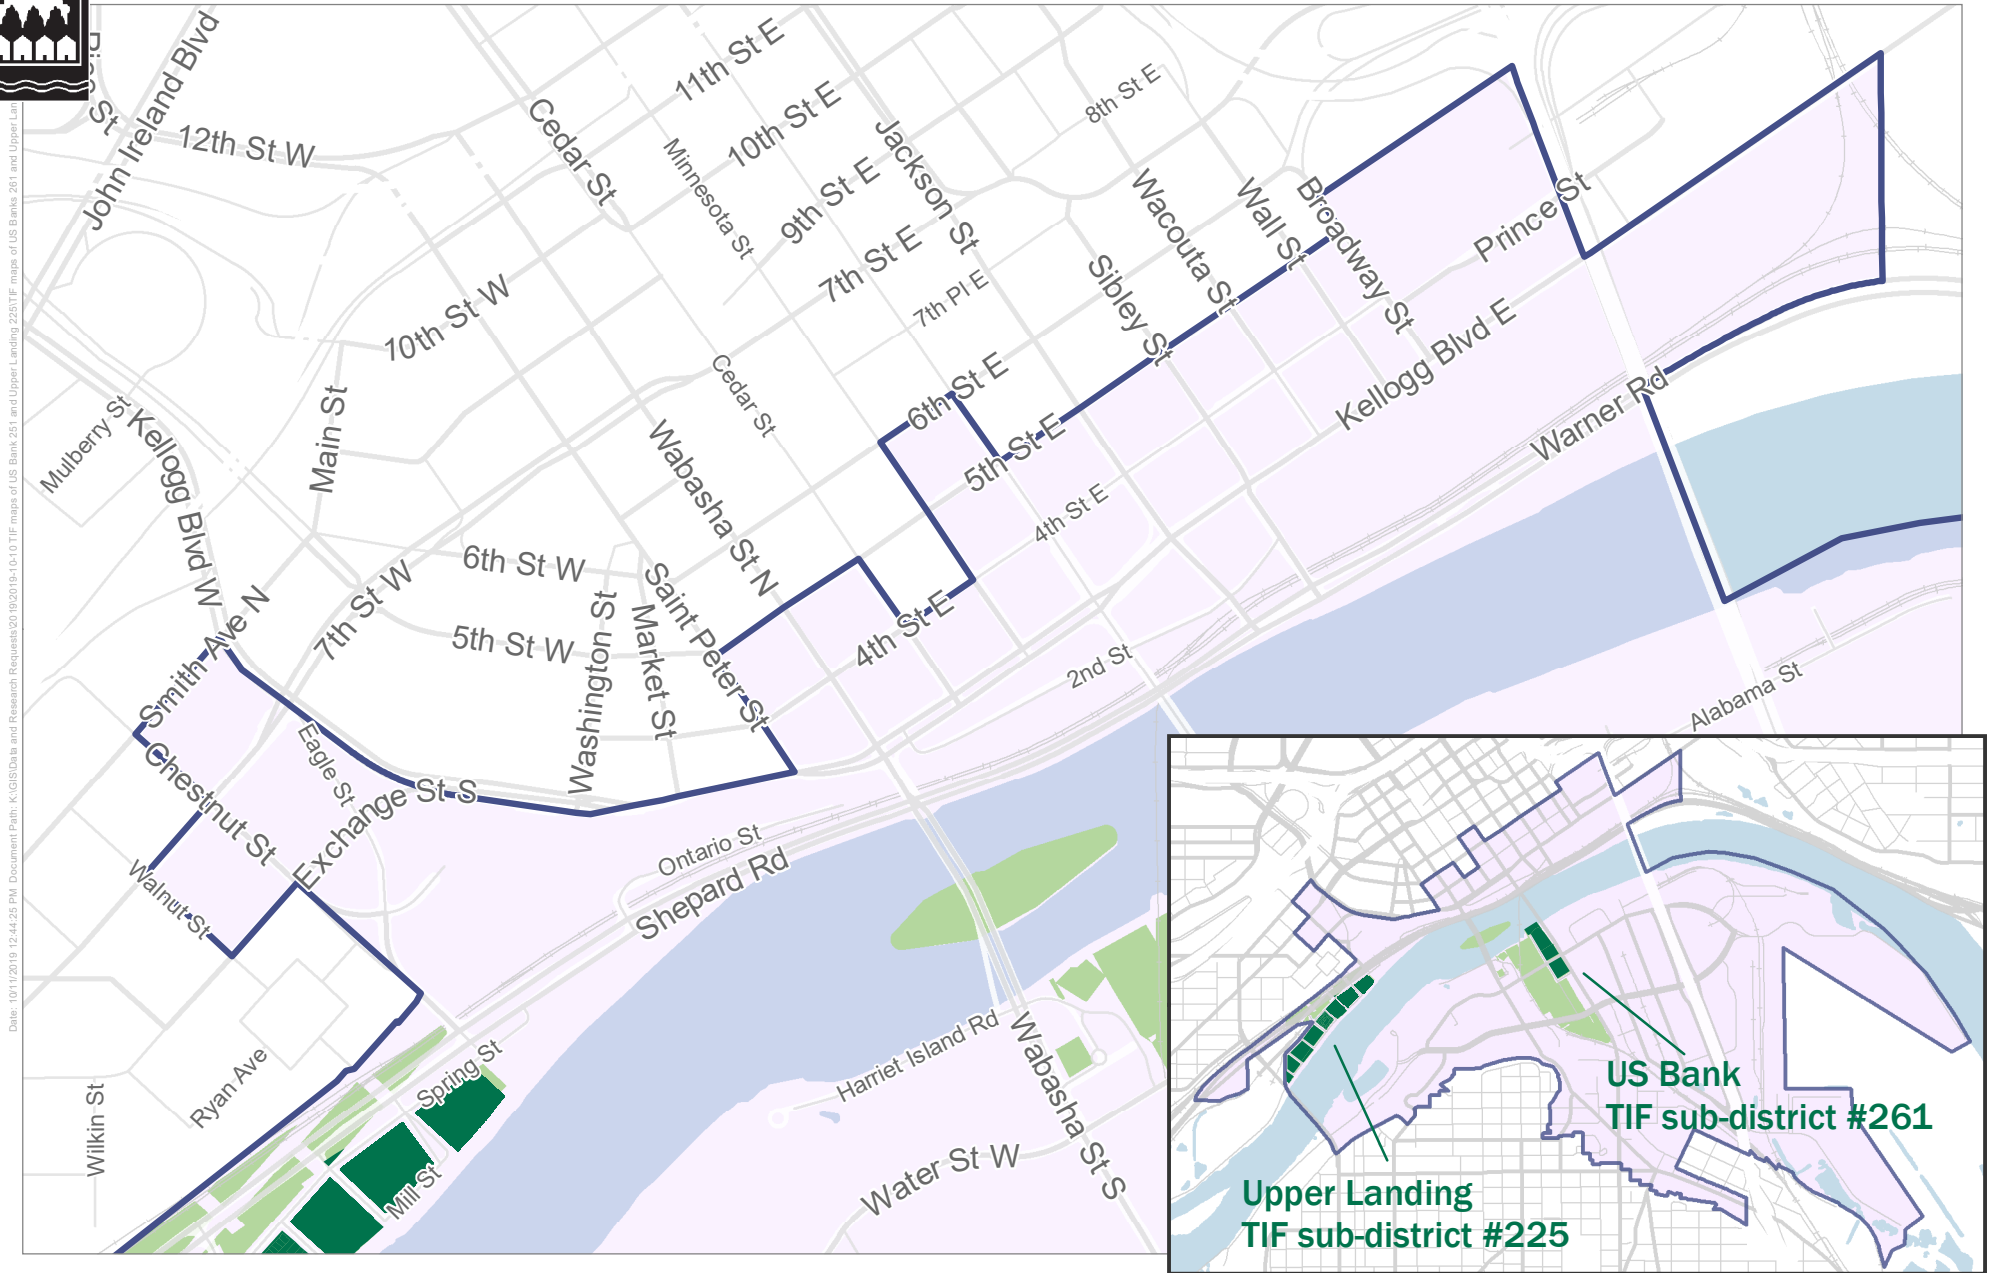 John Ireland Blvd
12th St W
Cedar St
11th St E
10th St E
Minnesota St
9th St E
Jackson St
7th St E
7th Pl E
8th St E
Wacouta St
Wall St
Broadway St
Prince St
Sibley St
Kellogg Blvd E
Warner Rd
10th St W
Main St
Mulberry St
Kellogg Blvd W
Cedar St
6th St E
5th St E
4th St E
Wabasha St N
6th St W
7th St W
5th St W
Washington St
Market St
Saint Peter St
4th St E
2nd St
Smith Ave N
Chestnut St
Eagle St
Exchange St S
Walnut St
Ontario St
Shepard Rd
Alabama St
Harriet Island Rd
Wabasha St S
Water St W
Spring St
Mill St
Ryan Ave
Wilkin St
US Bank
TIF sub-district #261
Upper Landing
TIF sub-district #225